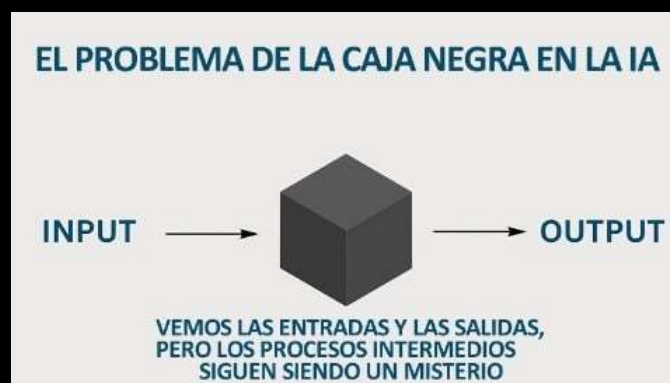 EL PROBLEMA DE LA CAJA NEGRA EN LA IA
INPUT
OUTPUT
VEMOS LAS ENTRADAS Y LAS SALIDAS,
PERO LOS PROCESOS INTERMEDIOS
SIGUEN SIENDO UN MISTERIO